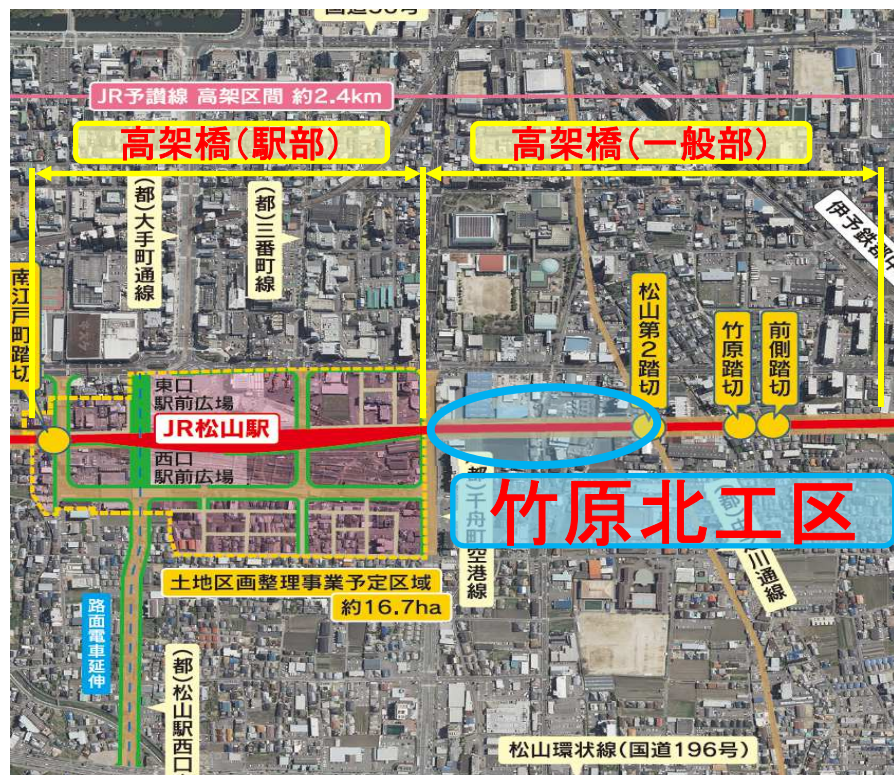 国道56号
JR予讃線 高架区間 約2.4km
高架橋(駅部)
高架橋(一般部)
(都)大手町通線
(都)三番町線
伊予鉄
南江戸町踏切
松山第2踏切
竹原踏切
前側踏切
東口
駅前広場
JR松山駅
西口
駅前広場
竹原北工区
都)千舟町空港線
川通線
土地区画整理事業予定区域
約16.7ha
路面電車延伸
(都)松山駅西口
松山環状線(国道196号)